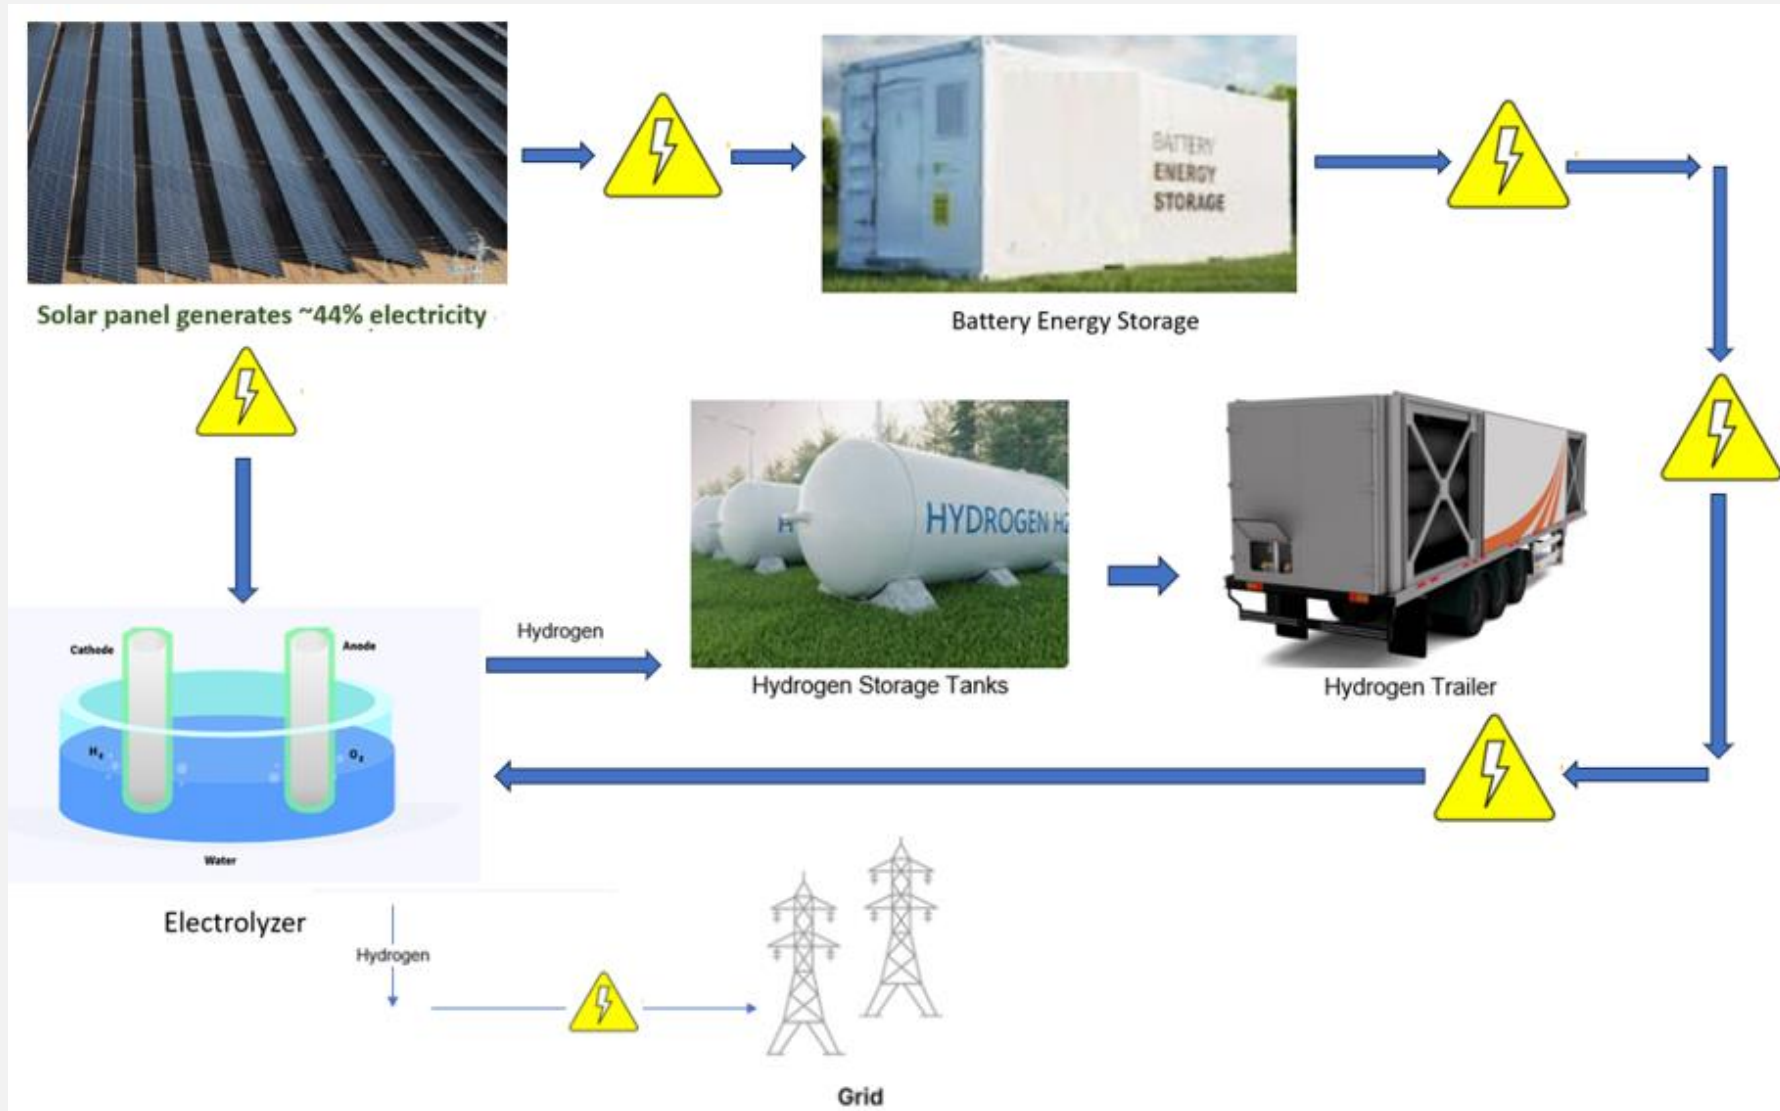 BATTERY
ENERGY
STORAGE
Solar panel generates ~44% electricity
Battery Energy Storage
HYDROGEN H2
H
Hydrogen
Hydrogen Storage Tanks
Hydrogen Trailer
Cathode
Anode
H₂
O₂
Water
Electrolyzer
Hydrogen
Grid